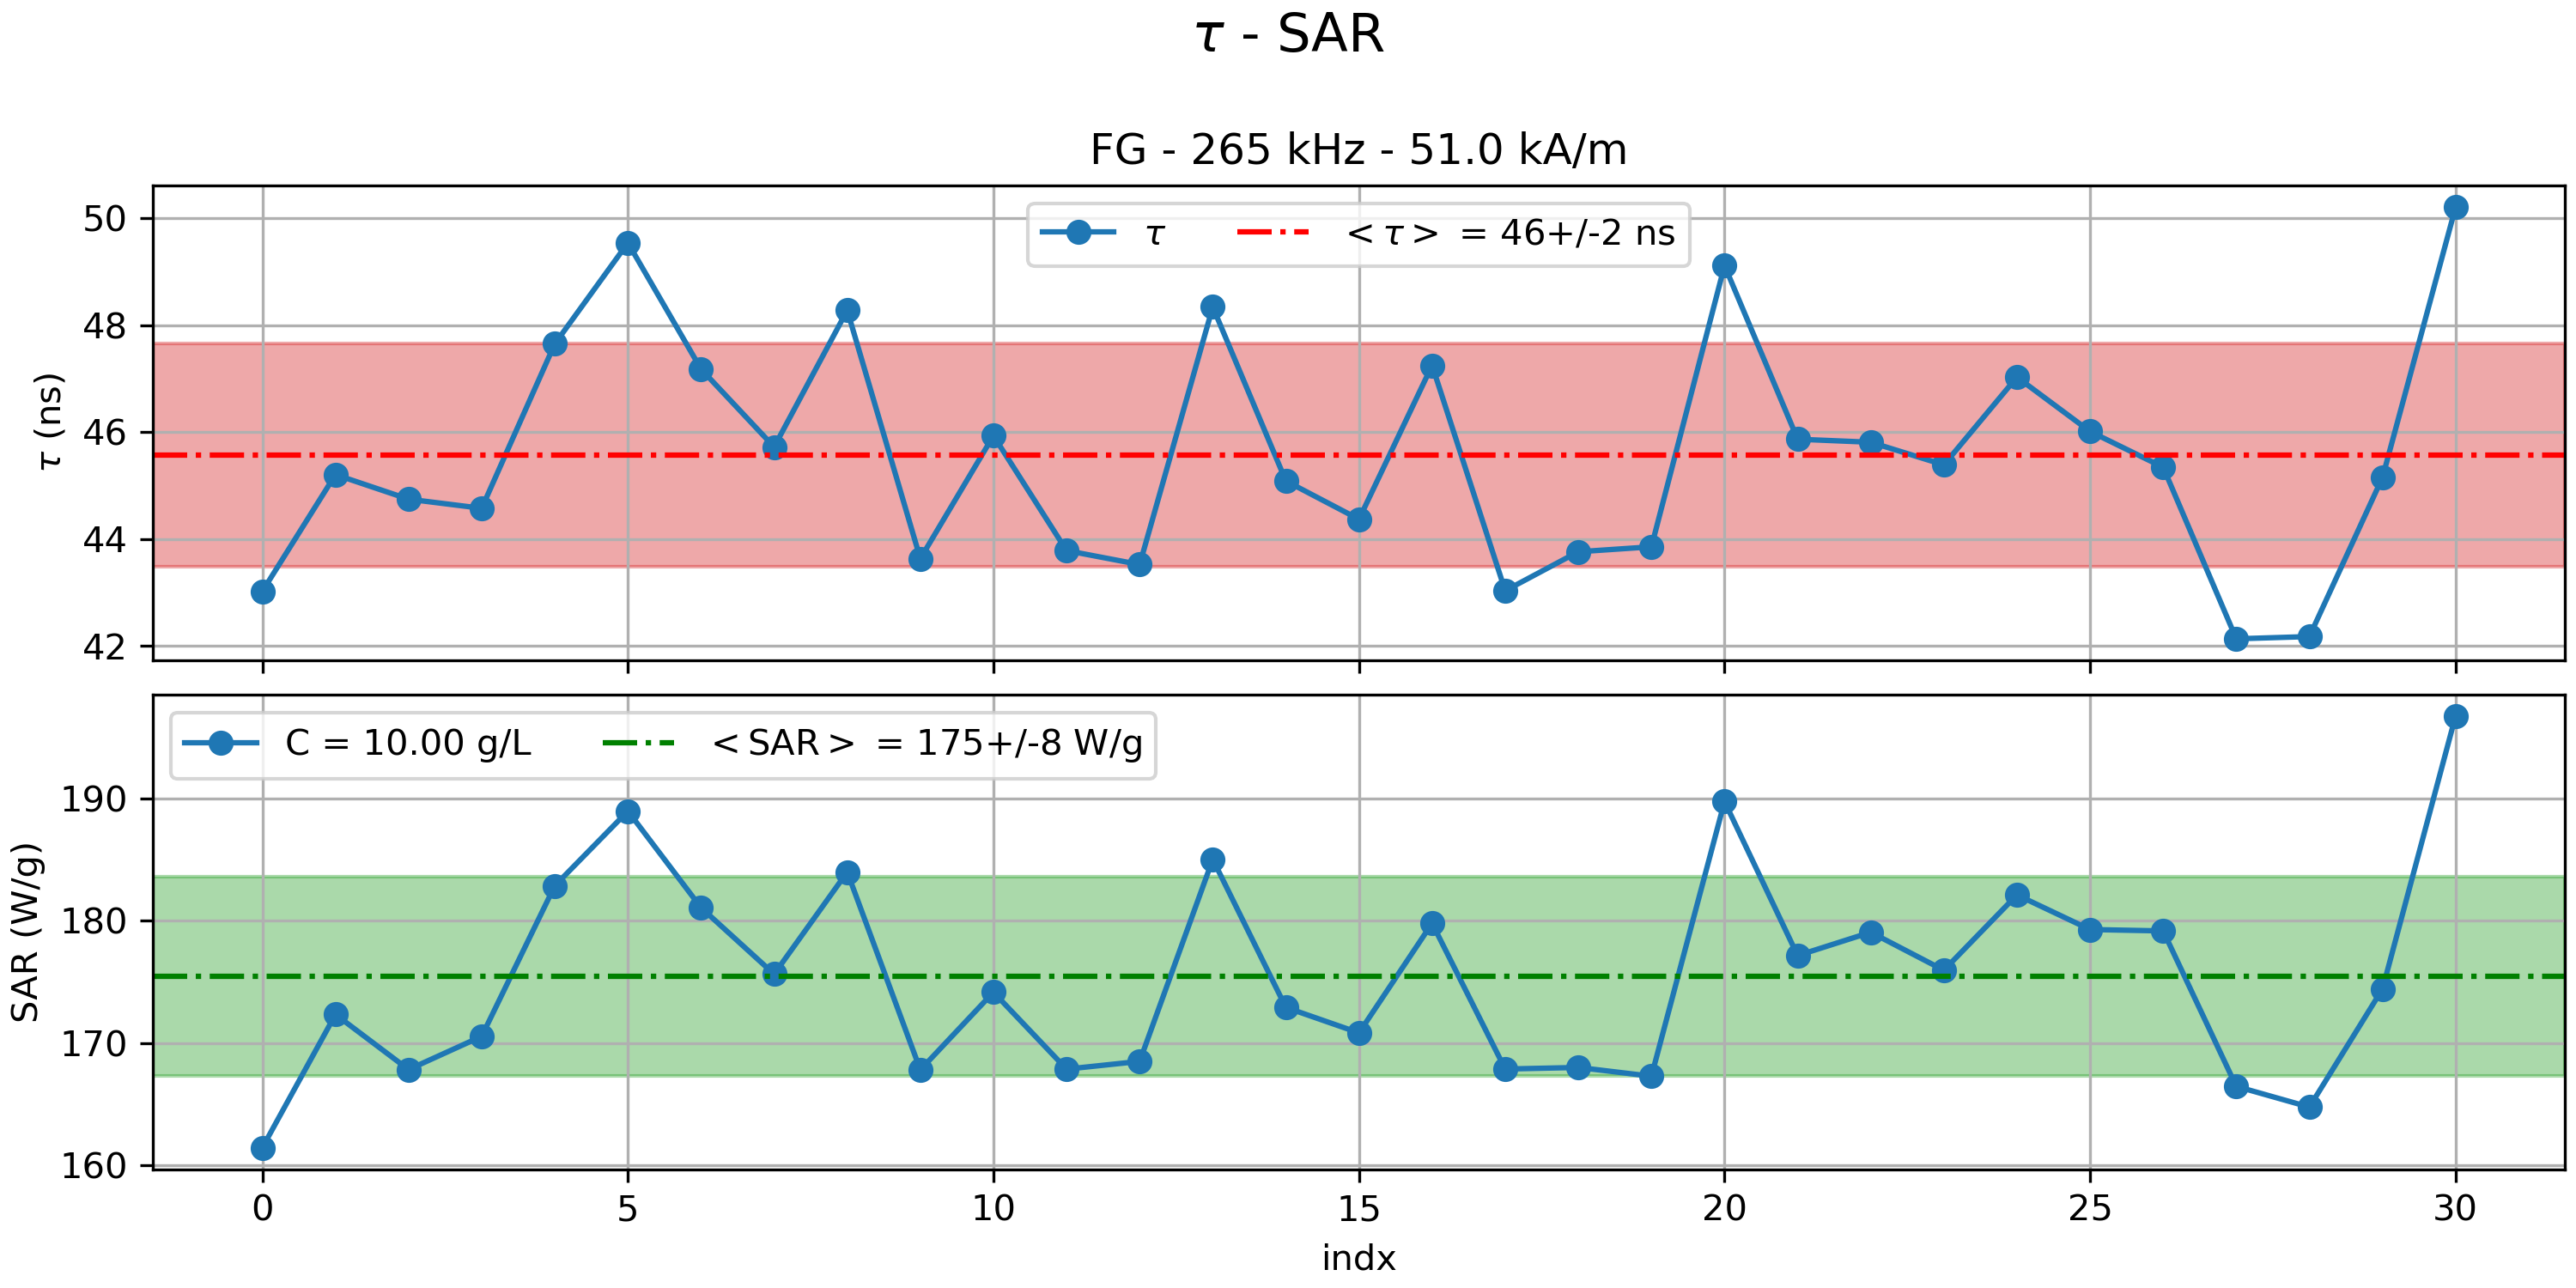 τ - SAR
FG - 265 kHz - 51.0 kA/m
τ <τ> = 46+/-2 ns
50
48
46
44
42
τ (ns)
C = 10.00 g/L <SAR> = 175+/-8 W/g
190
180
170
160
SAR (W/g)
0 5 10 15 20 25 30
indx